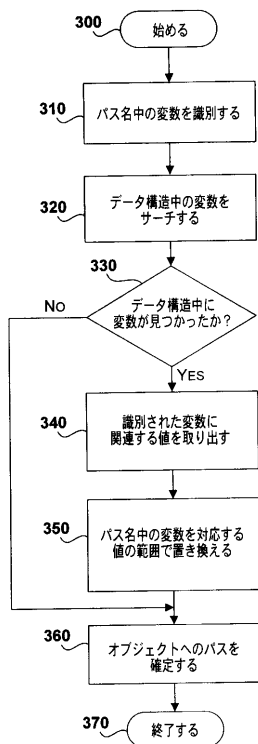 300
始める
310
パス名中の変数を識別する
320
データ構造中の変数を
サーチする
330
データ構造中に
変数が見つかったか?
NO
YES
340
識別された変数に
関連する値を取り出す
350
パス名中の変数を対応する
値の範囲で置き換える
360
オブジェクトへのパスを
確定する
370
終了する